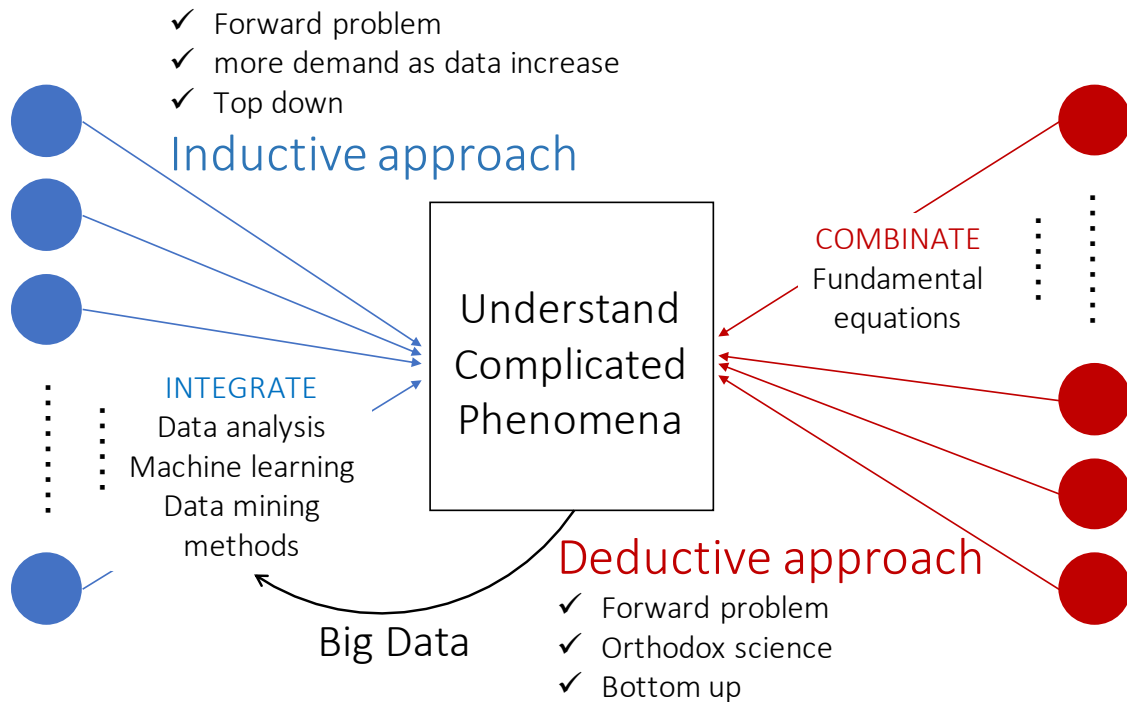 ✓ Forward problem
✓ more demand as data increase
✓ Top down
Inductive approach
INTEGRATE
Data analysis
Machine learning
Data mining
methods
Understand
Complicated
Phenomena
COMBINATE
Fundamental
equations
Big Data
Deductive approach
✓ Forward problem
✓ Orthodox science
✓ Bottom up